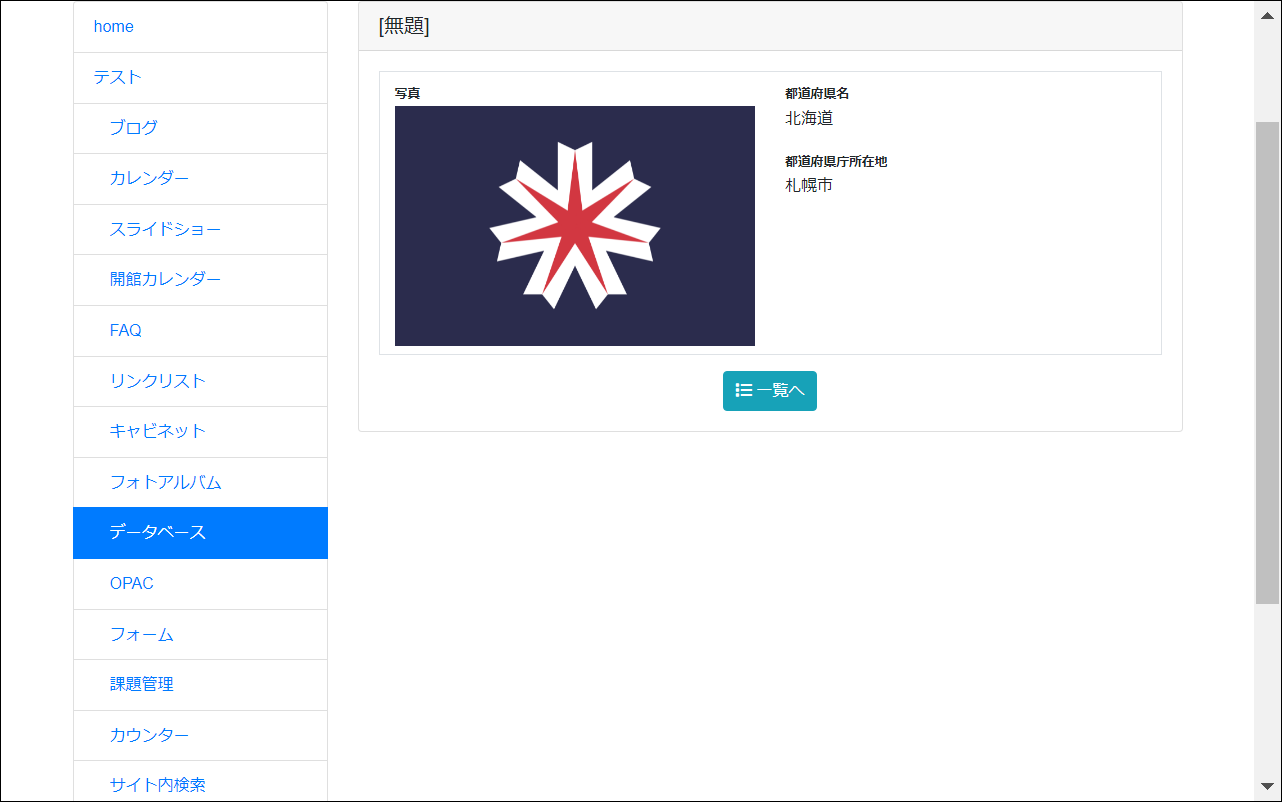 home
テスト
ブログ
カレンダー
スライドショー
開館カレンダー
FAQ
リンクリスト
キャビネット
フォトアルバム
データベース
OPAC
フォーム
課題管理
カウンター
サイト内検索
[無題]
写真
都道府県名
北海道
都道府県庁所在地
札幌市
一覧へ